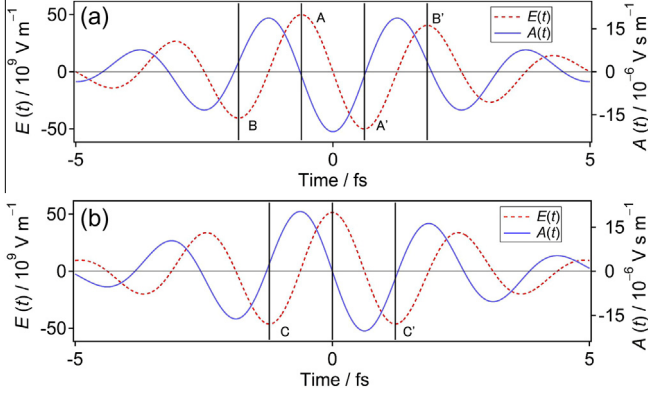 (a)
50
0
-50
E (t) / 10⁹ V m⁻¹
A
B'
B
A'
E(t)
A(t)
15
0
-15
A (t) / 10⁻⁶ V s m⁻¹
-5
0
5
Time / fs
(b)
50
0
-50
E (t) / 10⁹ V m⁻¹
C
C'
E(t)
A(t)
15
0
-15
A (t) / 10⁻⁶ V s m⁻¹
-5
0
5
Time / fs